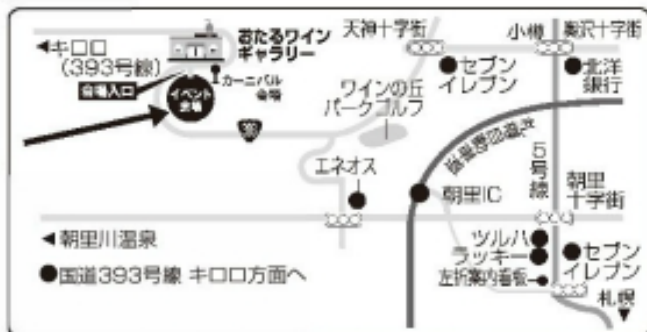 ◀キロロ
(393号線)
会場入口
イベント
会場
おたるワイン
ギャラリー
カーニバル
会場
393
天神十字街
セブン
イレブン
小樽
奥沢十字街
北洋
銀行
ワインの丘
パークゴルフ
札樽自動車道
5号線
エネオス
朝里IC
朝里
十字街
◀朝里川温泉
ツルハ
ラッキー
セブン
イレブン
左折案内看板
札幌
▼
●国道393号線 キロロ方面へ